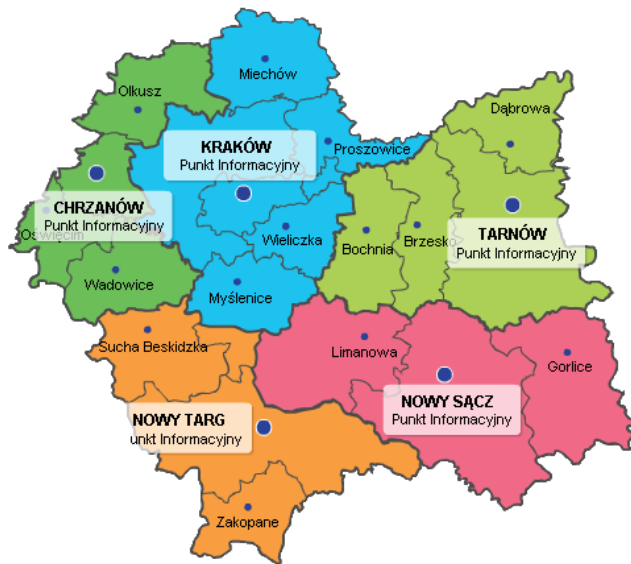 Miechów
Olkusz
Dąbrowa
KRAKÓW
Punkt Informacyjny
Proszowice
CHRZANÓW
Punkt Informacyjny
Oświęcim
Wieliczka
Bochnia
Brzesko
TARNÓW
Punkt Informacyjny
Wadowice
Myślenice
Sucha Beskidzka
Limanowa
Gorlice
NOWY TARG
unkt Informacyjny
NOWY SĄCZ
Punkt Informacyjny
Zakopane